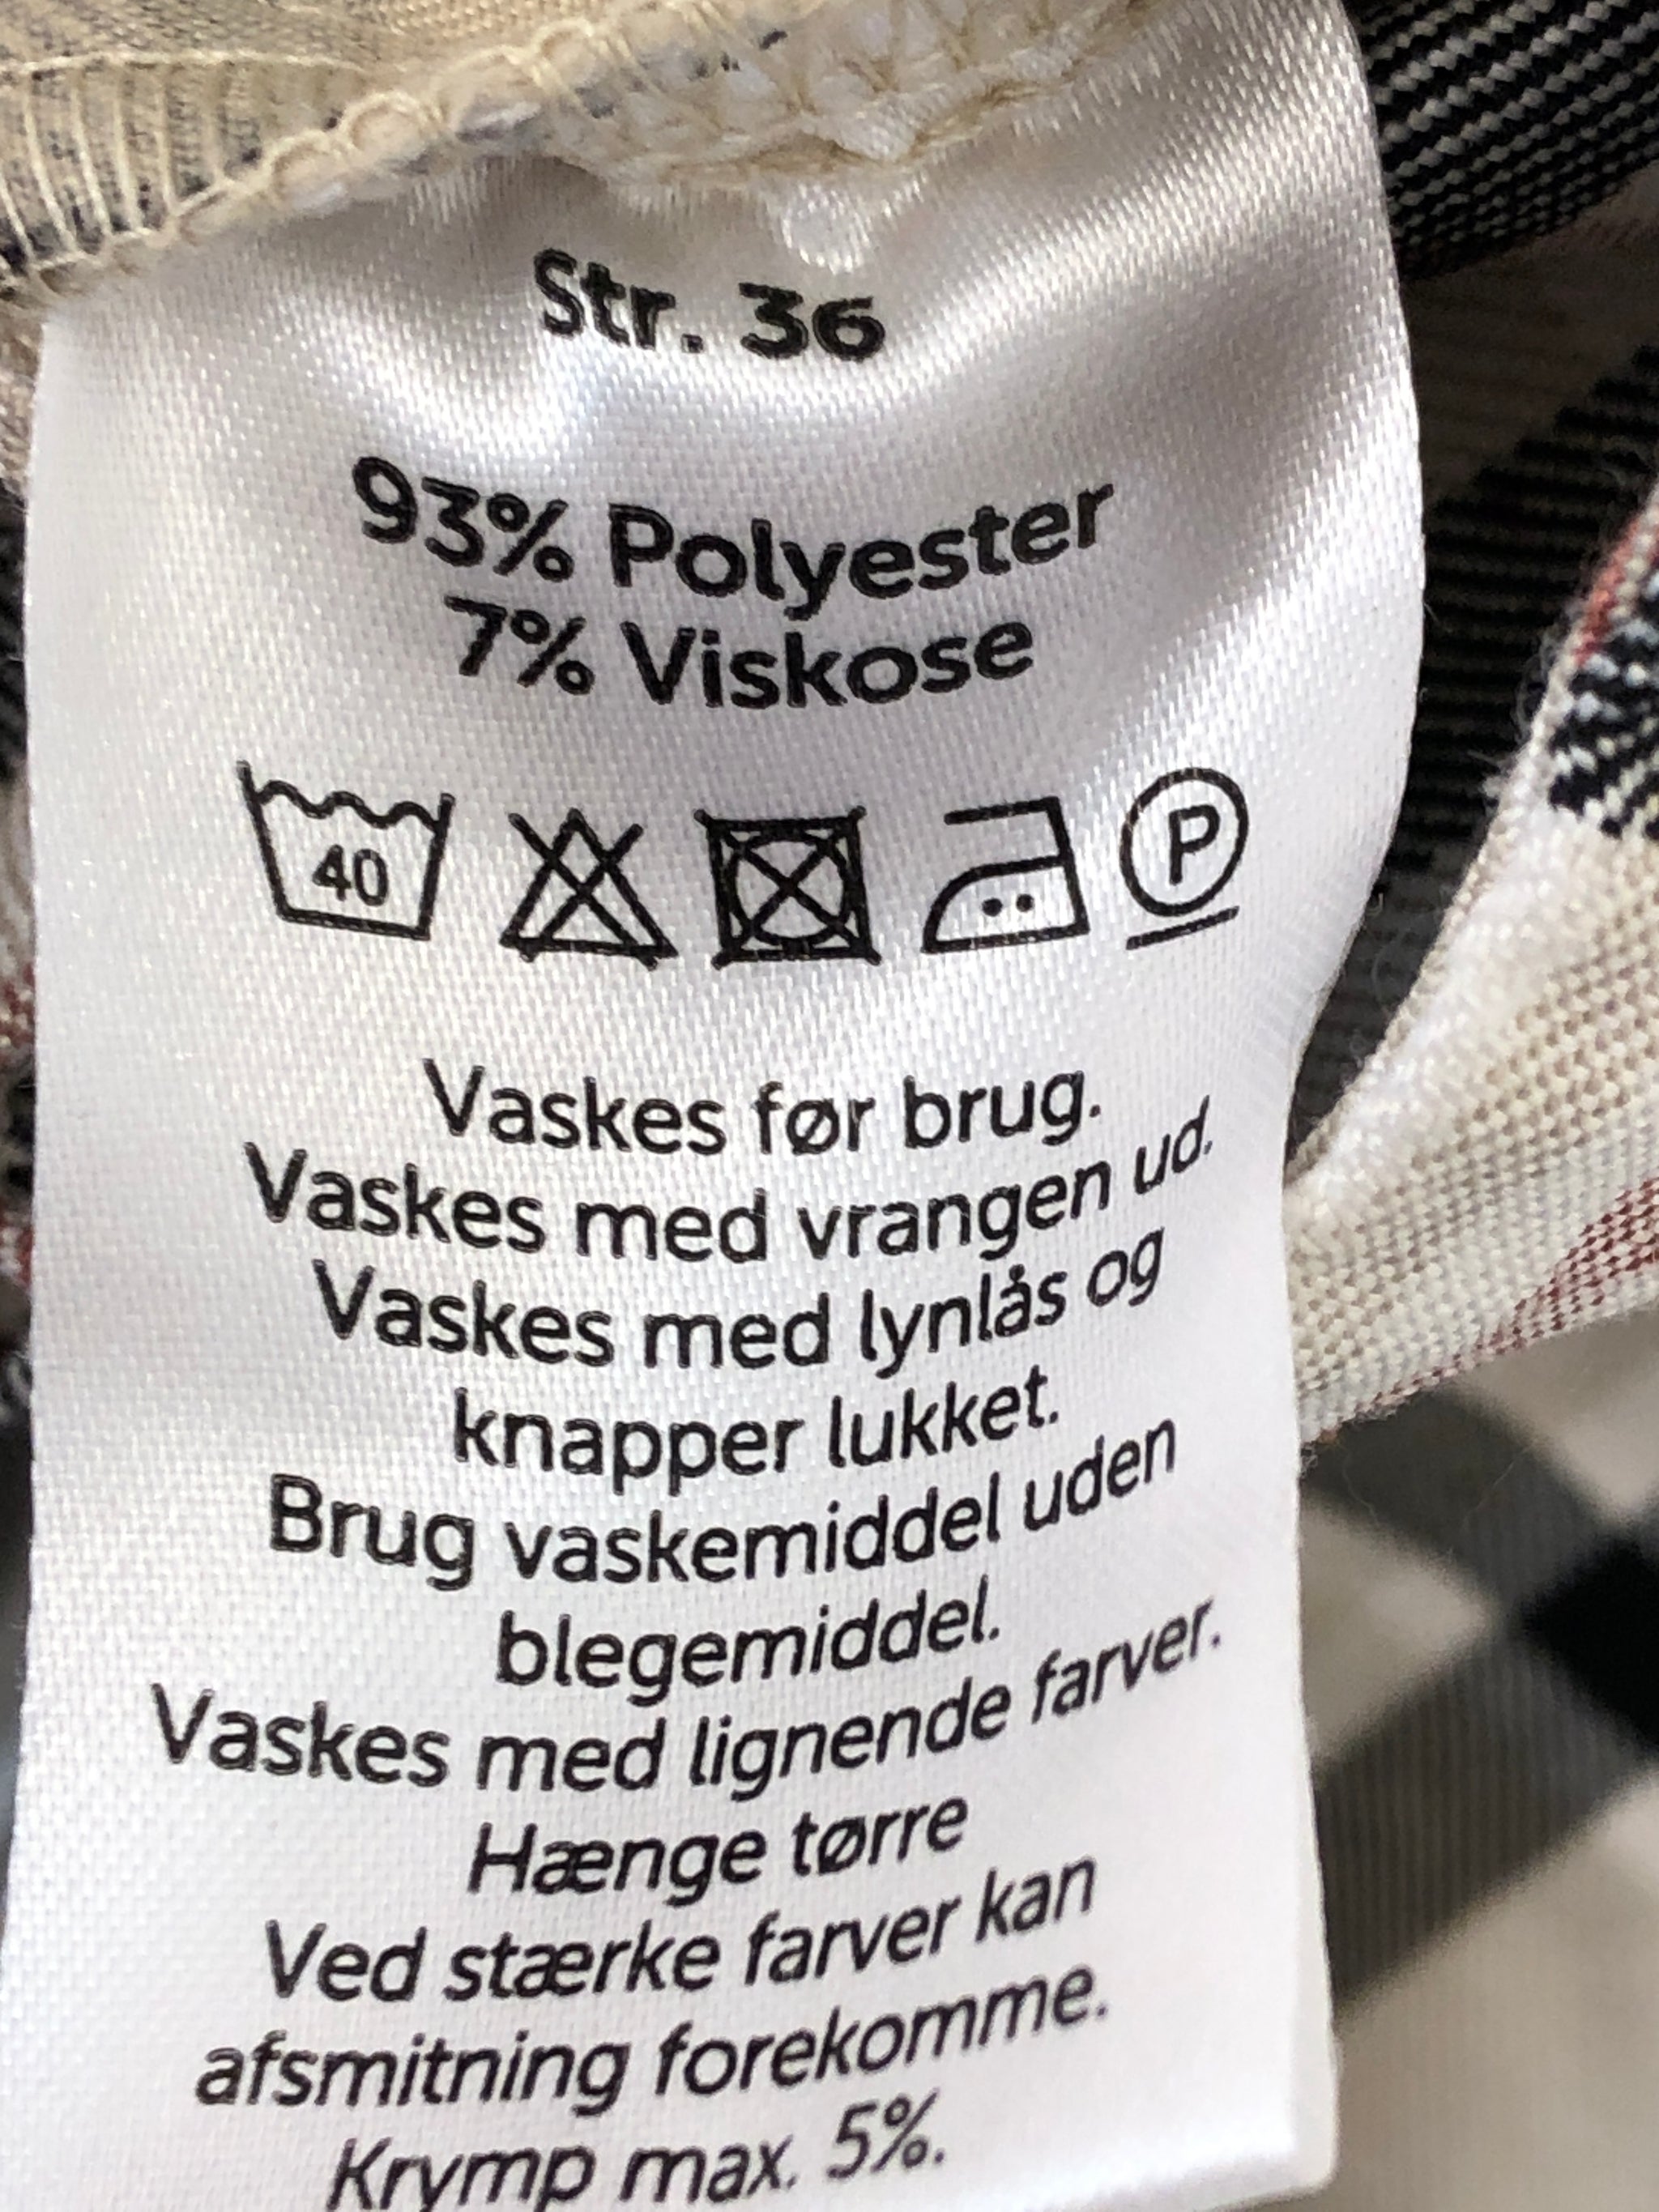 Str. 36
93% Polyester
7% Viskose
40 P
Vaskes før brug.
Vaskes med vrangen ud.
Vaskes med lynlås og
knapper lukket.
Brug vaskemiddel uden
blegemiddel.
Vaskes med lignende farver.
Hænge tørre
Ved stærke farver kan
afsmitning forekomme.
Krymp max. 5%.